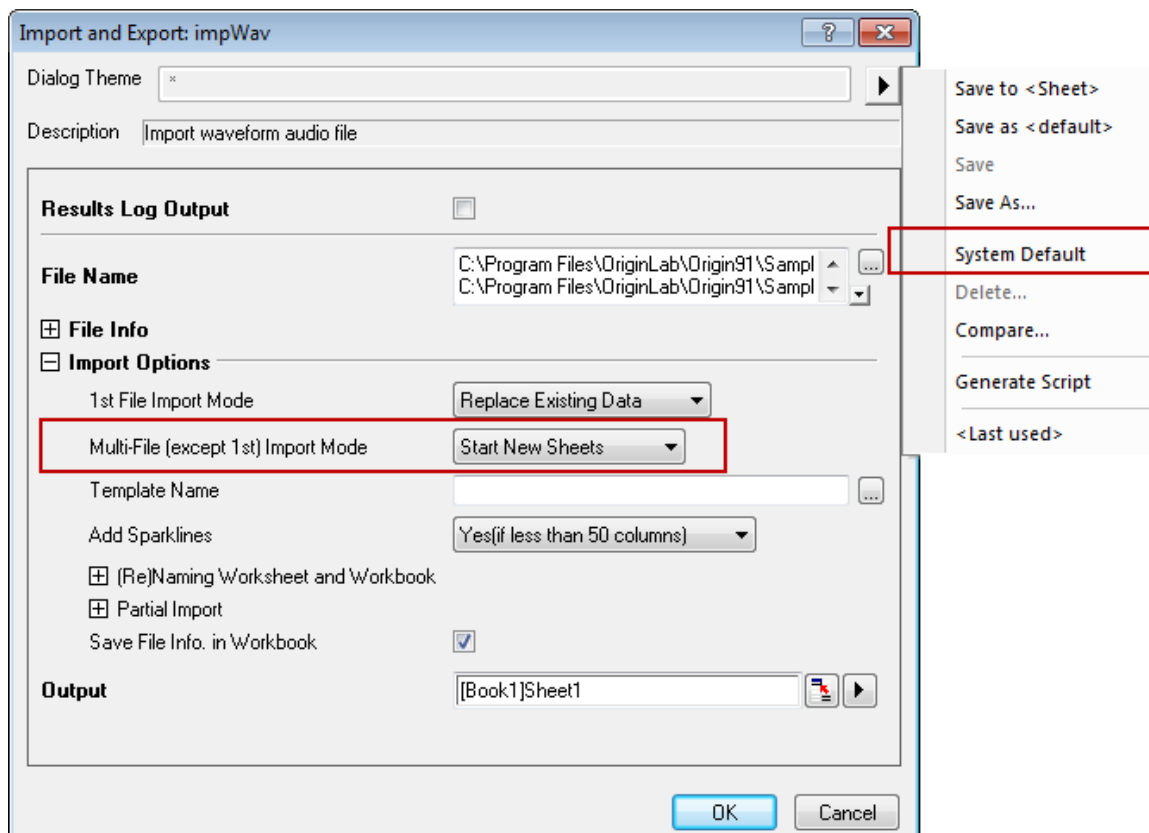 Import and Export: impWav
Dialog Theme *
Description Import waveform audio file
Results Log Output
File Name C:\Program Files\OriginLab\Origin91\Sampl ...
C:\Program Files\OriginLab\Origin91\Sampl
File Info
Import Options
1st File Import Mode Replace Existing Data
Multi-File (except 1st) Import Mode Start New Sheets
Template Name ...
Add Sparklines Yes(if less than 50 columns)
(Re)Naming Worksheet and Workbook
Partial Import
Save File Info. in Workbook
Output [Book1]Sheet1
OK Cancel
Save to <Sheet>
Save as <default>
Save
Save As...
System Default
Delete...
Compare...
Generate Script
<Last used>